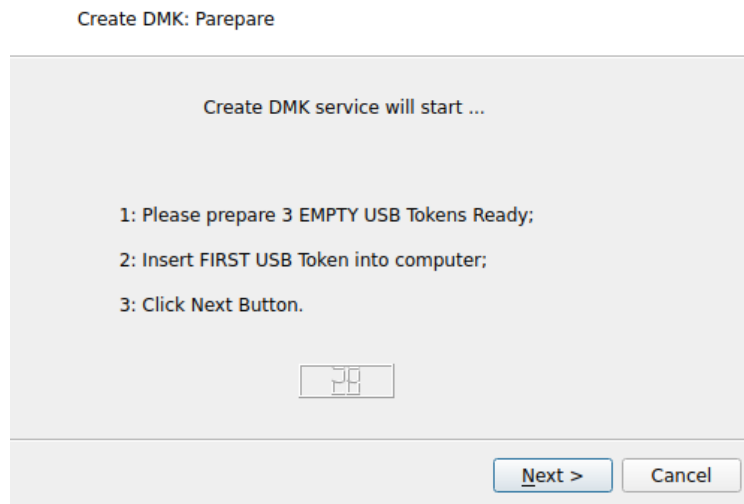 Create DMK: Parepare
Create DMK service will start ...
1: Please prepare 3 EMPTY USB Tokens Ready;
2: Insert FIRST USB Token into computer;
3: Click Next Button.
28
Next >
Cancel